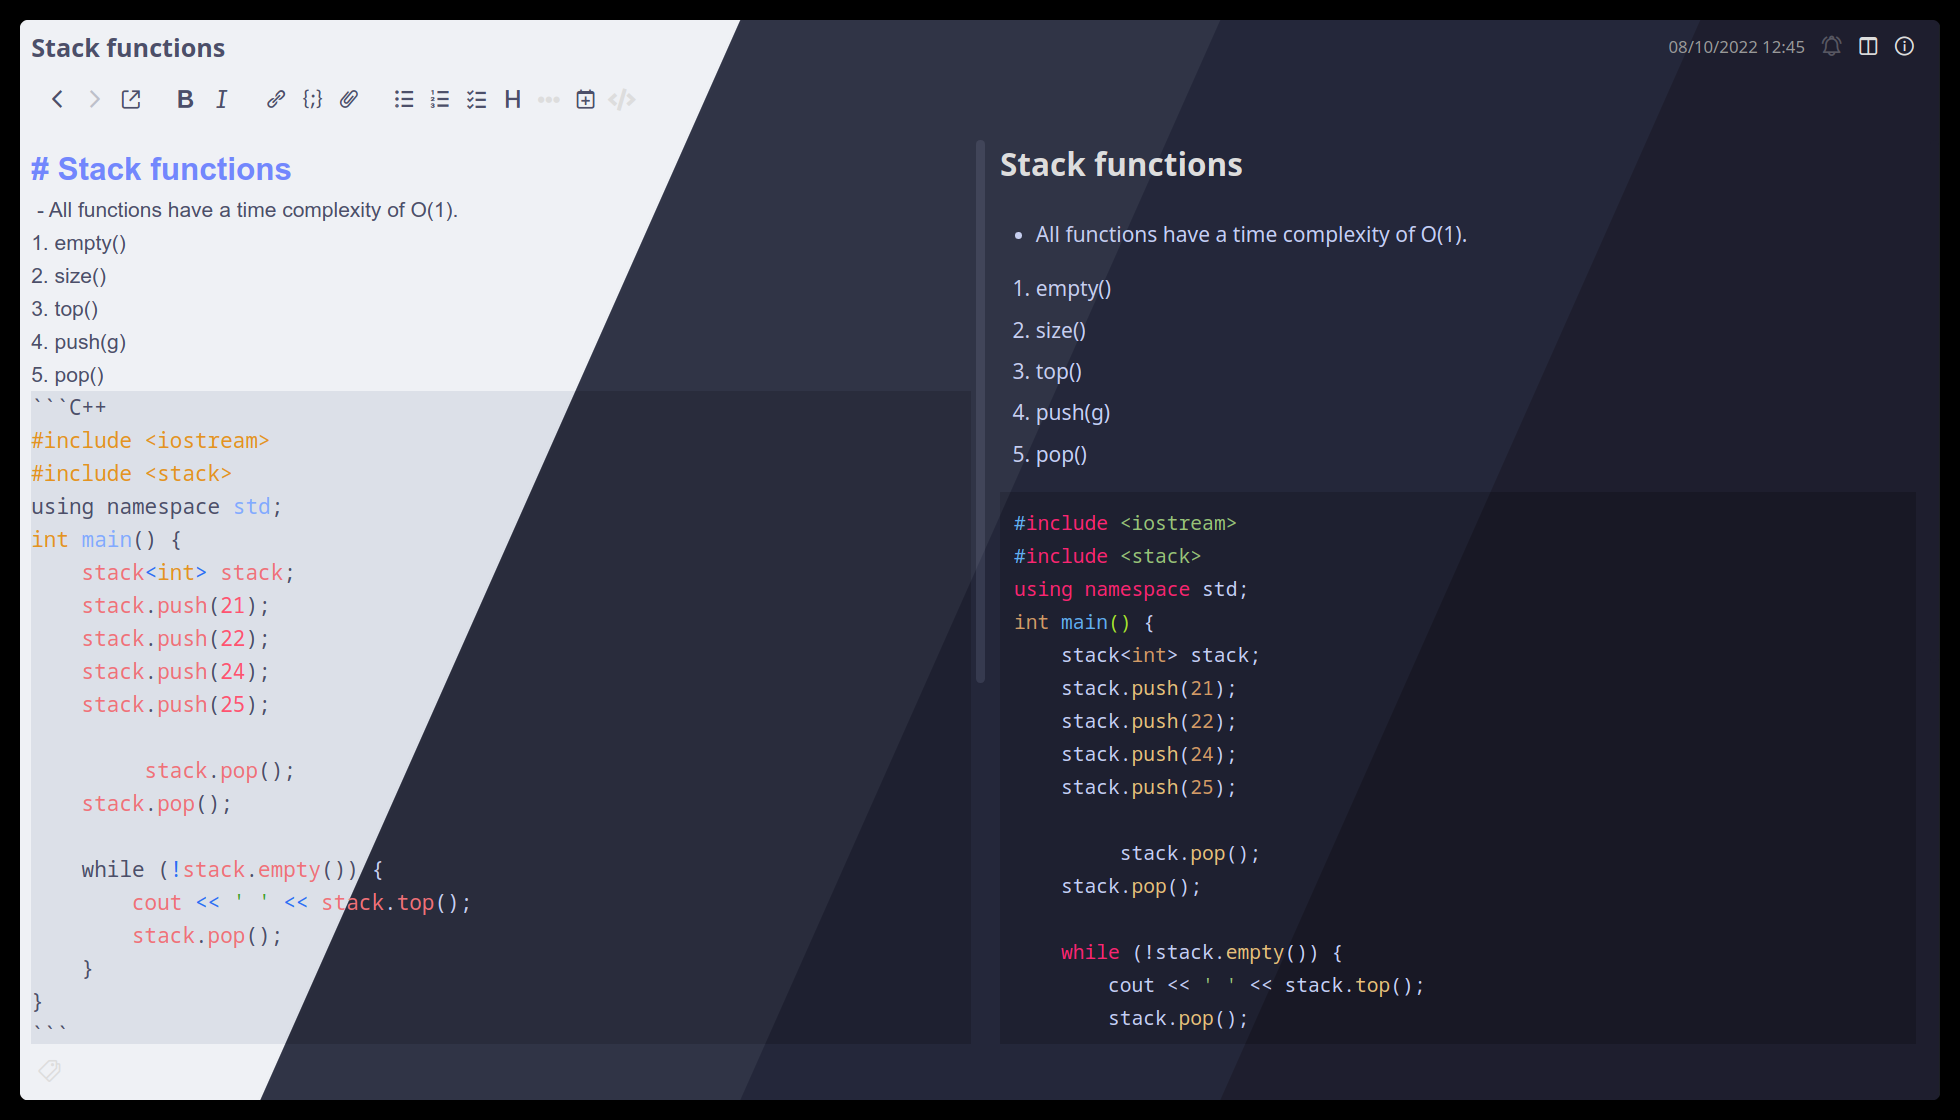 Stack functions
08/10/2022 12:45
B I {;} H
# Stack functions
- All functions have a time complexity of O(1).
1. empty()
2. size()
3. top()
4. push(g)
5. pop()
```C++
#include <iostream>
#include <stack>
using namespace std;
int main() {
    stack<int> stack;
    stack.push(21);
    stack.push(22);
    stack.push(24);
    stack.push(25);

         stack.pop();
    stack.pop();

    while (!stack.empty()) {
        cout << ' ' << stack.top();
        stack.pop();
    }
}
```
Stack functions
• All functions have a time complexity of O(1).
1. empty()
2. size()
3. top()
4. push(g)
5. pop()
#include <iostream>
#include <stack>
using namespace std;
int main() {
    stack<int> stack;
    stack.push(21);
    stack.push(22);
    stack.push(24);
    stack.push(25);

         stack.pop();
    stack.pop();

    while (!stack.empty()) {
        cout << ' ' << stack.top();
        stack.pop();